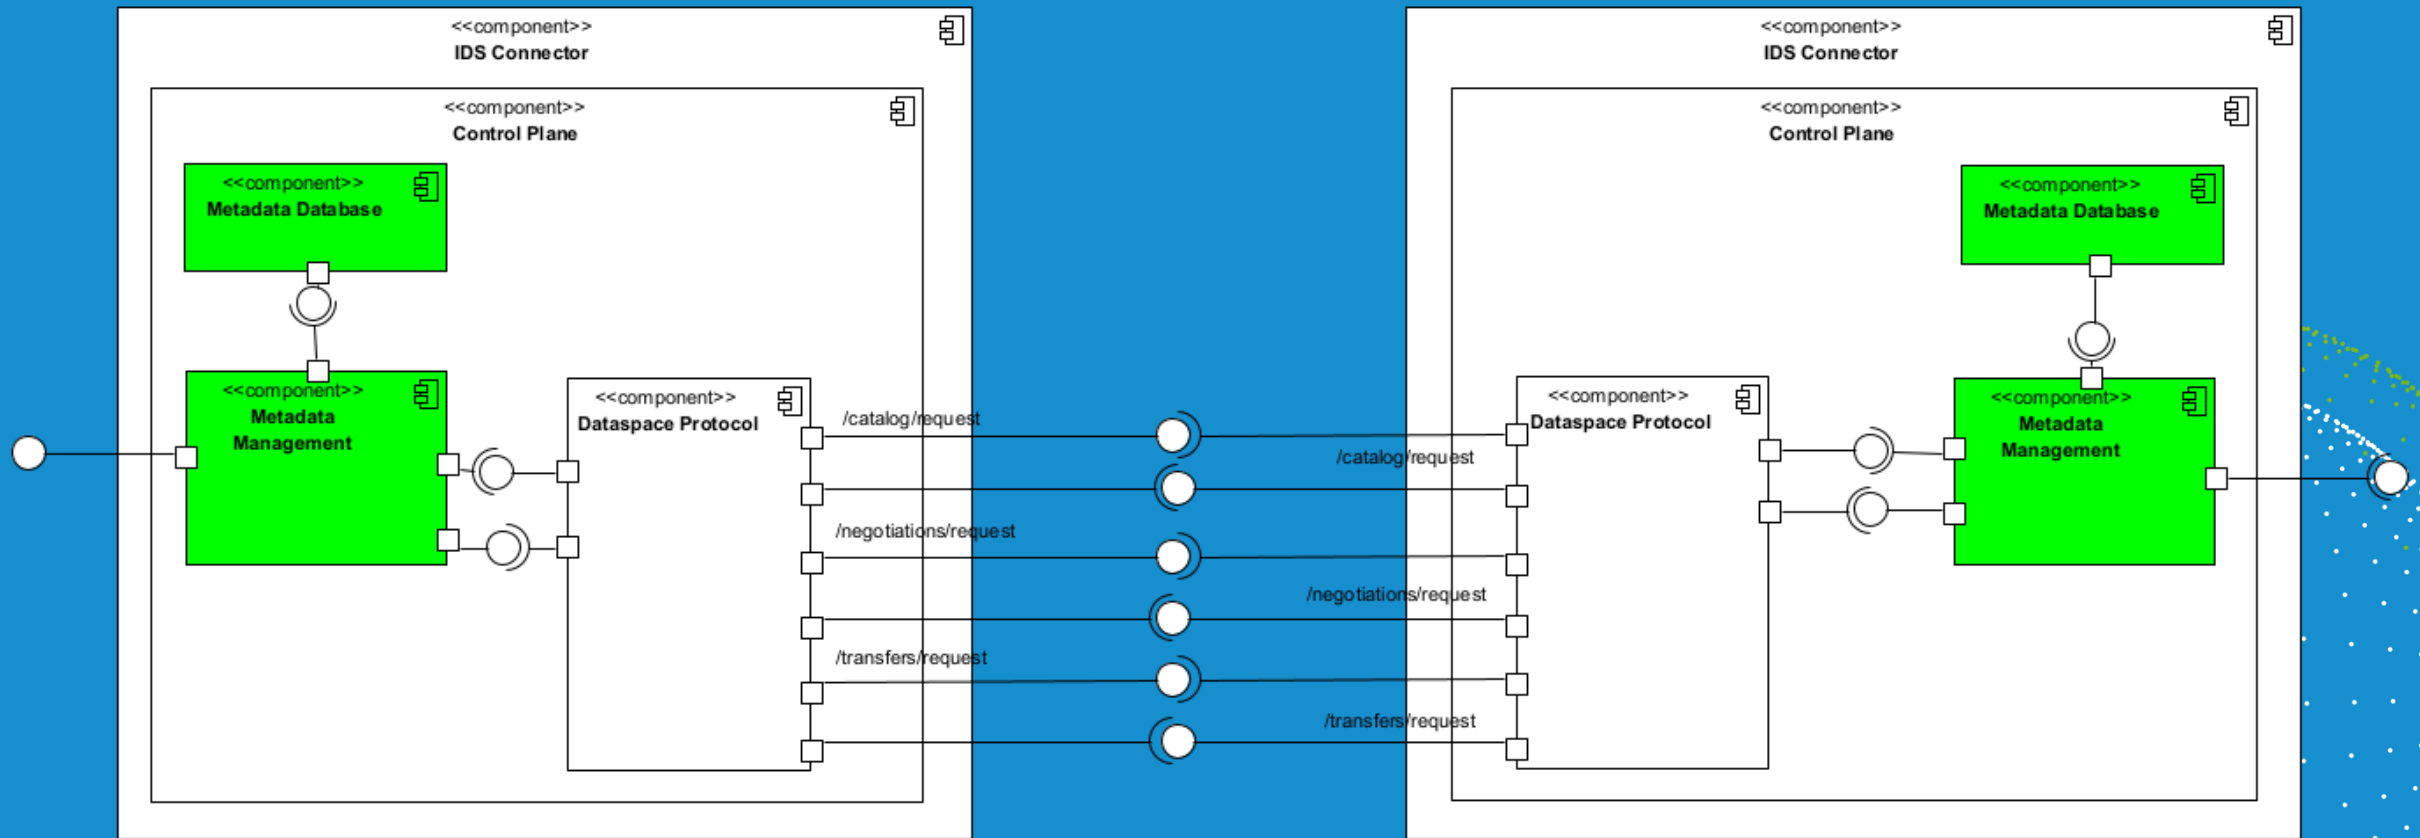 <<component>>
IDS Connector
<<component>>
Control Plane
<<component>>
Metadata Database
<<component>>
Metadata
Management
<<component>>
Dataspace Protocol
/catalog/request
/negotiations/request
/transfers/request
<<component>>
IDS Connector
<<component>>
Control Plane
<<component>>
Metadata Database
<<component>>
Dataspace Protocol
<<component>>
Metadata
Management
/catalog/request
/negotiations/request
/transfers/request